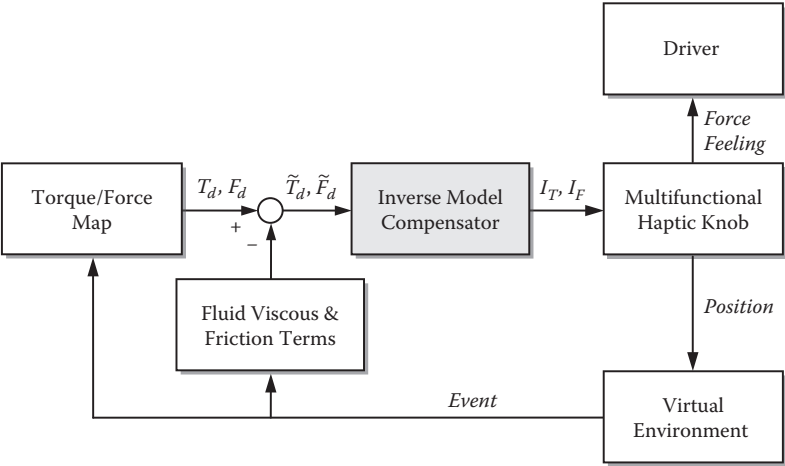 Driver
Force
Feeling
Torque/Force
Map
T_d, F_d
+
−
T̃_d, F̃_d
Inverse Model
Compensator
I_T, I_F
Multifunctional
Haptic Knob
Fluid Viscous &
Friction Terms
Position
Event
Virtual
Environment